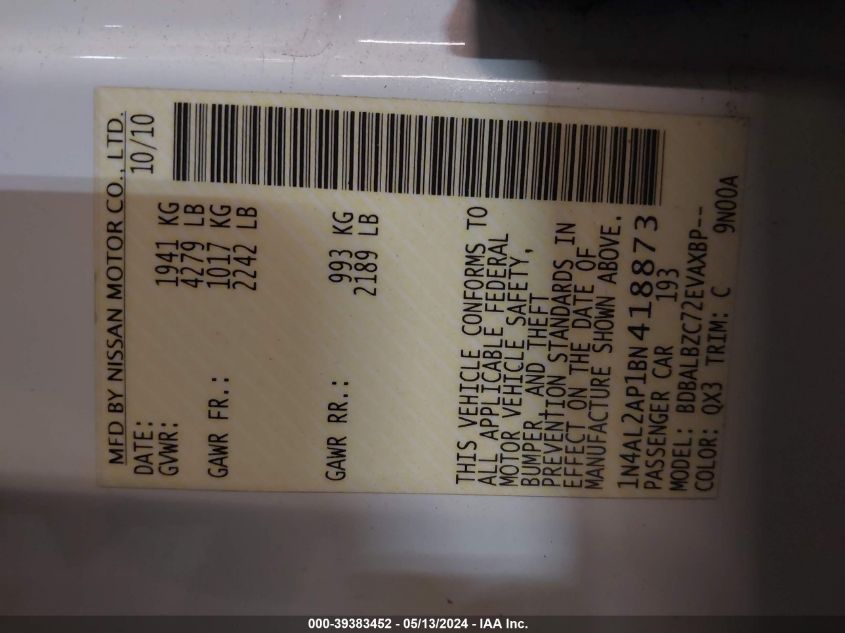 MFD BY NISSAN MOTOR CO., LTD.
DATE: 10/10
GVWR: 1941 KG
4279 LB
GAWR FR.: 1017 KG
2242 LB
GAWR RR.: 993 KG
2189 LB
THIS VEHICLE CONFORMS TO
ALL APPLICABLE FEDERAL
MOTOR VEHICLE SAFETY,
BUMPER, AND THEFT
PREVENTION STANDARDS IN
EFFECT ON THE DATE OF
MANUFACTURE SHOWN ABOVE.
1N4AL2AP1BN418873
PASSENGER CAR 193
MODEL: BDBALBZC72EVAXBP--
COLOR: QX3 TRIM: C 9N00A
000-39383452 - 05/13/2024 - IAA Inc.